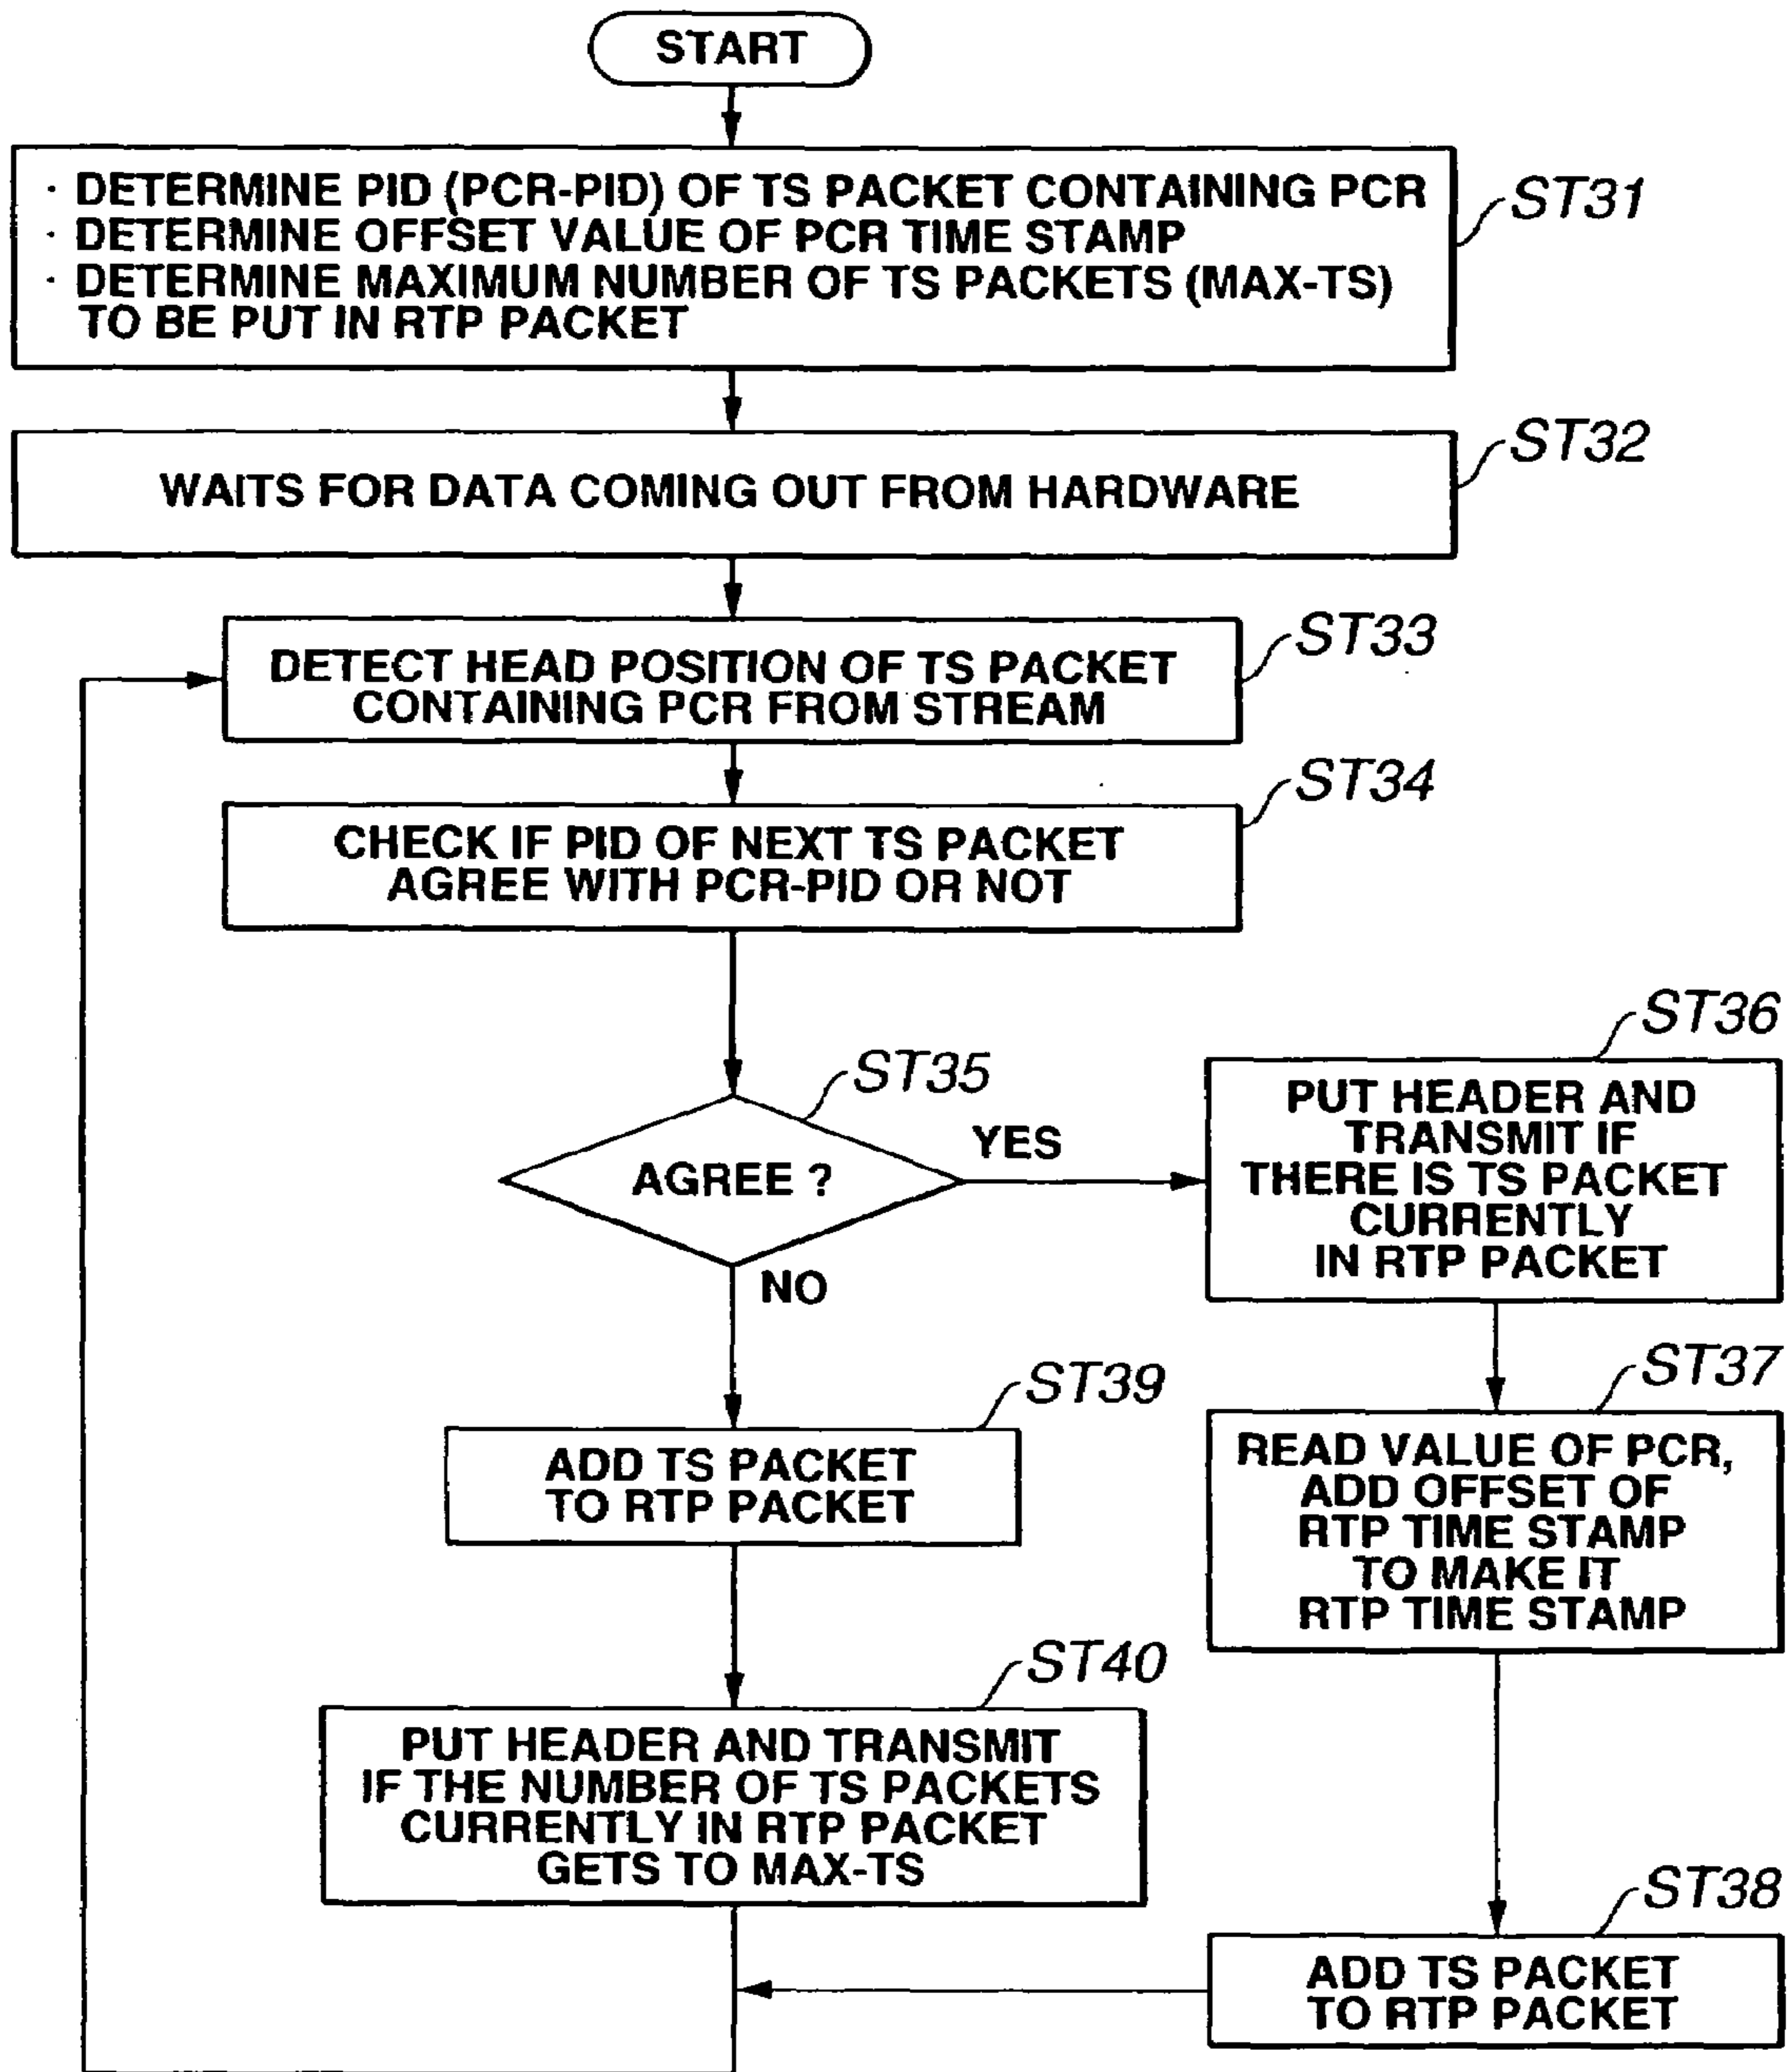 START
· DETERMINE PID (PCR-PID) OF TS PACKET CONTAINING PCR
· DETERMINE OFFSET VALUE OF PCR TIME STAMP
· DETERMINE MAXIMUM NUMBER OF TS PACKETS (MAX-TS)
TO BE PUT IN RTP PACKET
ST31
WAITS FOR DATA COMING OUT FROM HARDWARE
ST32
DETECT HEAD POSITION OF TS PACKET
CONTAINING PCR FROM STREAM
ST33
CHECK IF PID OF NEXT TS PACKET
AGREE WITH PCR-PID OR NOT
ST34
AGREE ?
ST35
YES
NO
PUT HEADER AND
TRANSMIT IF
THERE IS TS PACKET
CURRENTLY
IN RTP PACKET
ST36
READ VALUE OF PCR,
ADD OFFSET OF
RTP TIME STAMP
TO MAKE IT
RTP TIME STAMP
ST37
ADD TS PACKET
TO RTP PACKET
ST38
ADD TS PACKET
TO RTP PACKET
ST39
PUT HEADER AND TRANSMIT
IF THE NUMBER OF TS PACKETS
CURRENTLY IN RTP PACKET
GETS TO MAX-TS
ST40